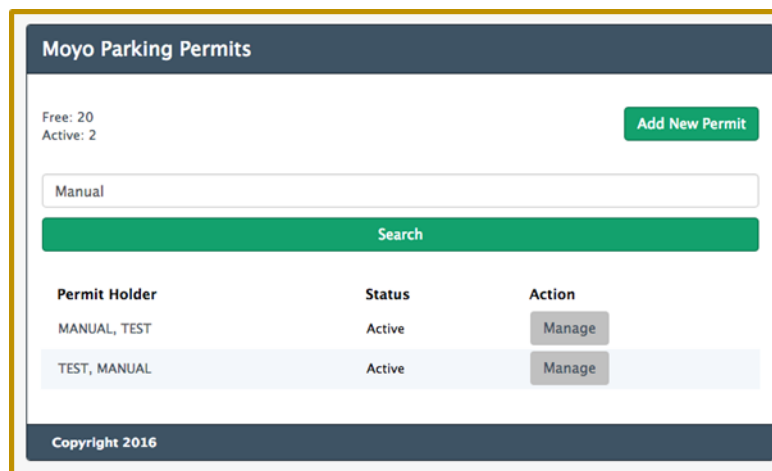 Moyo Parking Permits
Free: 20
Active: 2
Add New Permit
Manual
Search
Permit Holder Status Action
MANUAL, TEST Active Manage
TEST, MANUAL Active Manage
Copyright 2016